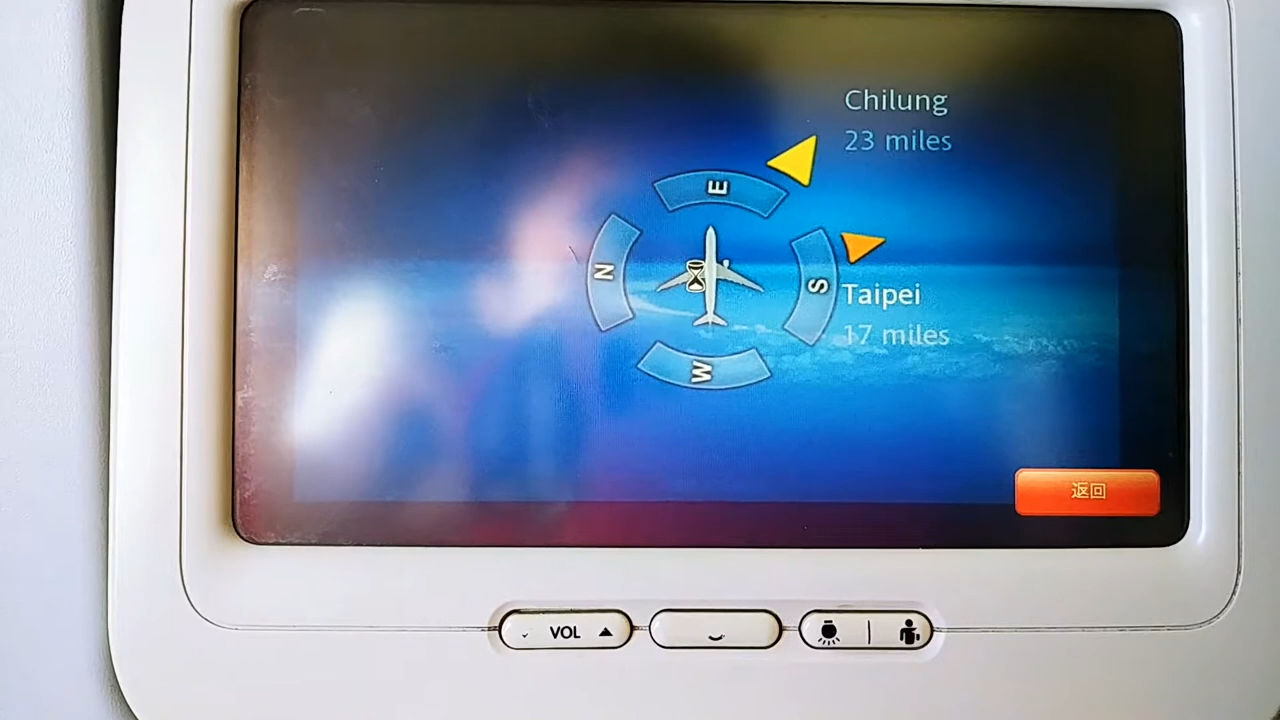 Chilung
23 miles
E
N
S
Taipei
17 miles
W
返回
VOL